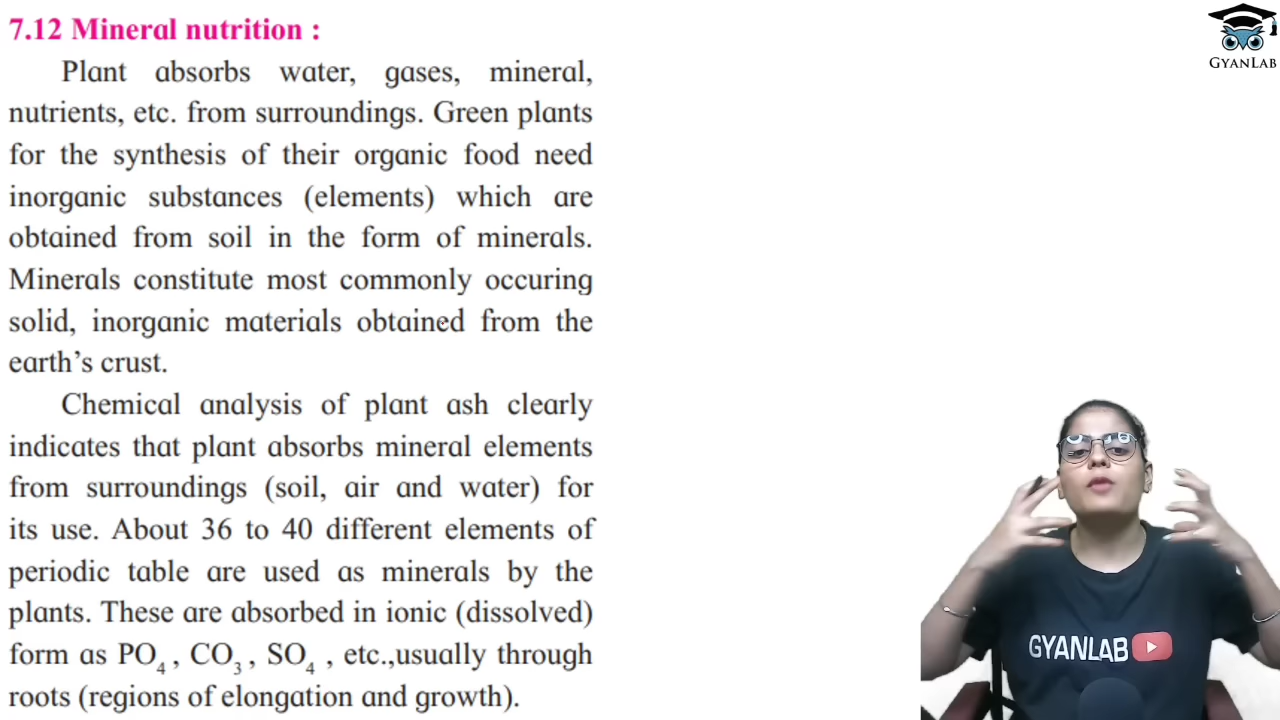 7.12 Mineral nutrition :
Plant absorbs water, gases, mineral,
nutrients, etc. from surroundings. Green plants
for the synthesis of their organic food need
inorganic substances (elements) which are
obtained from soil in the form of minerals.
Minerals constitute most commonly occuring
solid, inorganic materials obtained from the
earth’s crust.
Chemical analysis of plant ash clearly
indicates that plant absorbs mineral elements
from surroundings (soil, air and water) for
its use. About 36 to 40 different elements of
periodic table are used as minerals by the
plants. These are absorbed in ionic (dissolved)
form as PO₄ , CO₃ , SO₄ , etc.,usually through
roots (regions of elongation and growth).
GYANLAB
GYANLAB